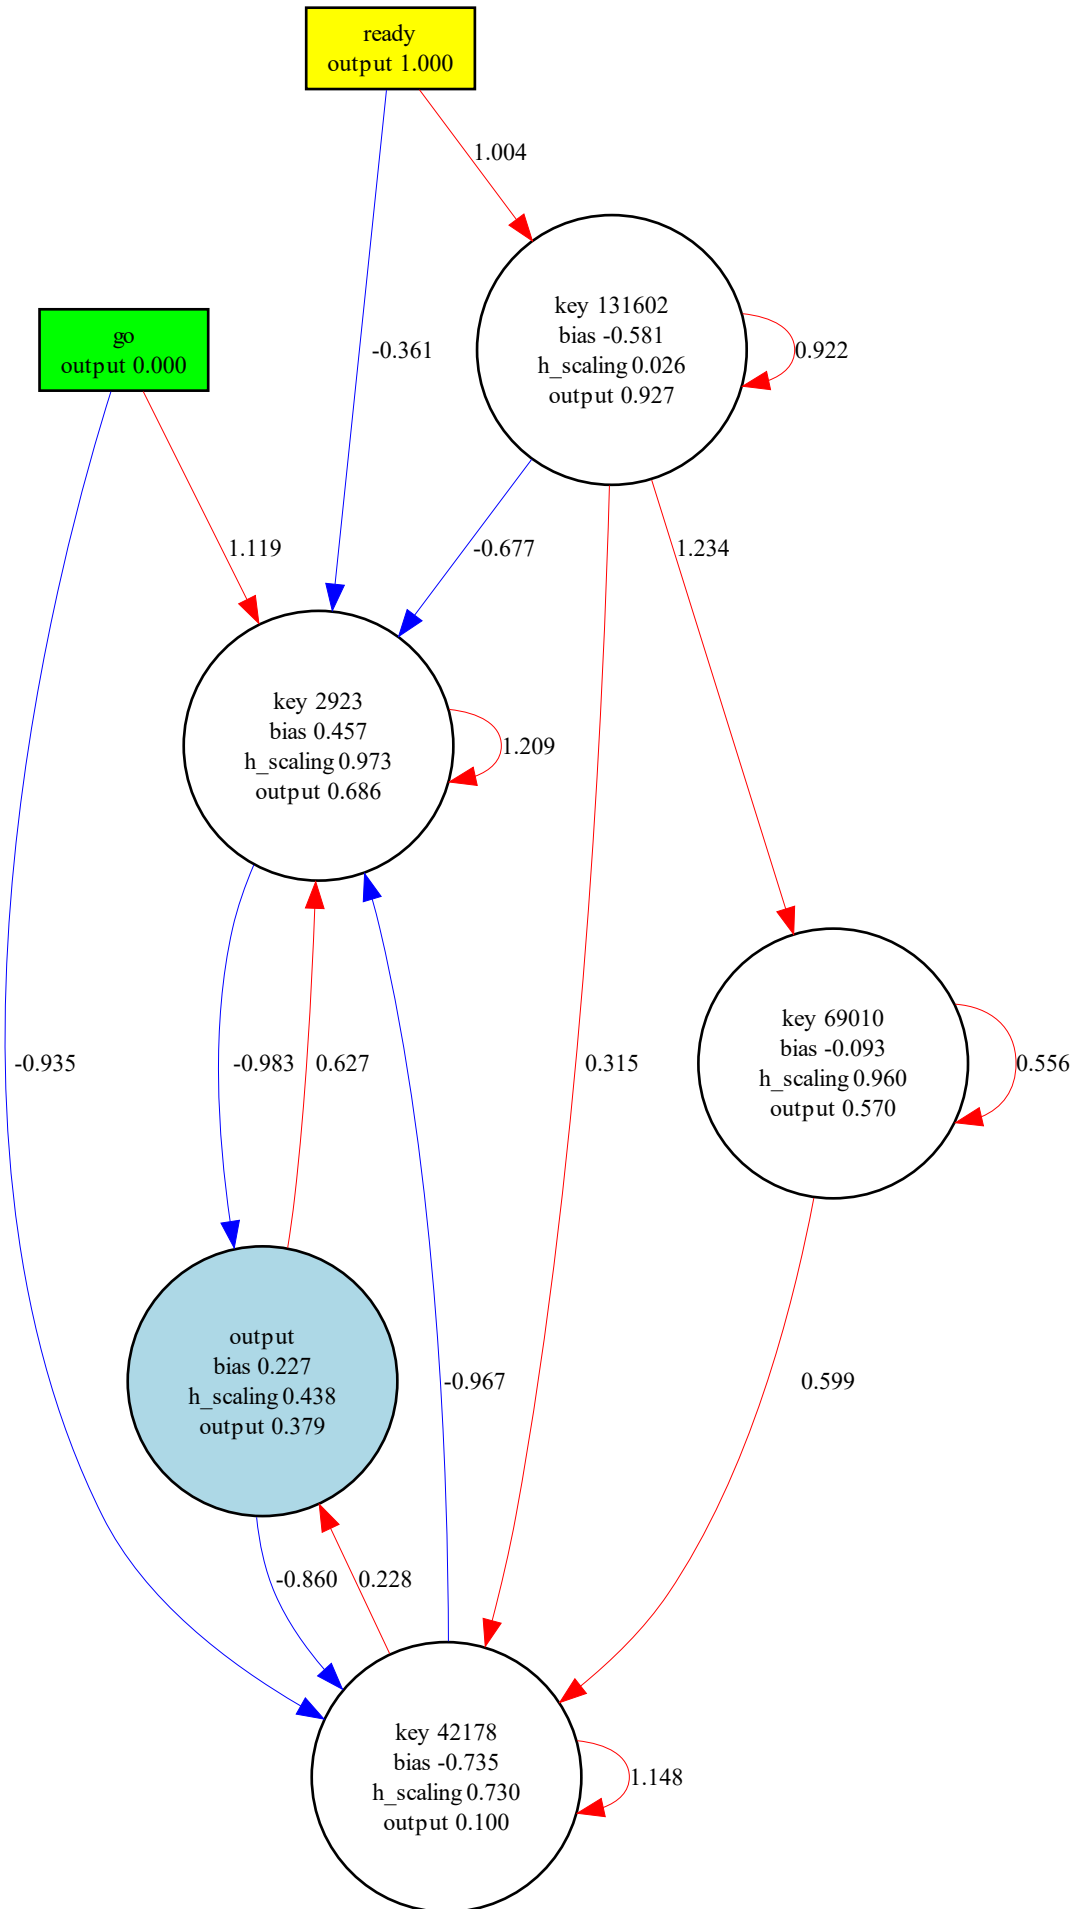 ready
output 1.000
1.004
key 131602
bias -0.581
h_scaling 0.026
output 0.927
0.922
go
output 0.000
-0.361
1.119
-0.677
1.234
key 2923
bias 0.457
h_scaling 0.973
output 0.686
1.209
key 69010
bias -0.093
h_scaling 0.960
output 0.570
0.556
-0.935
-0.983
0.627
0.315
output
bias 0.227
h_scaling 0.438
output 0.379
-0.967
0.599
-0.860
0.228
key 42178
bias -0.735
h_scaling 0.730
output 0.100
1.148